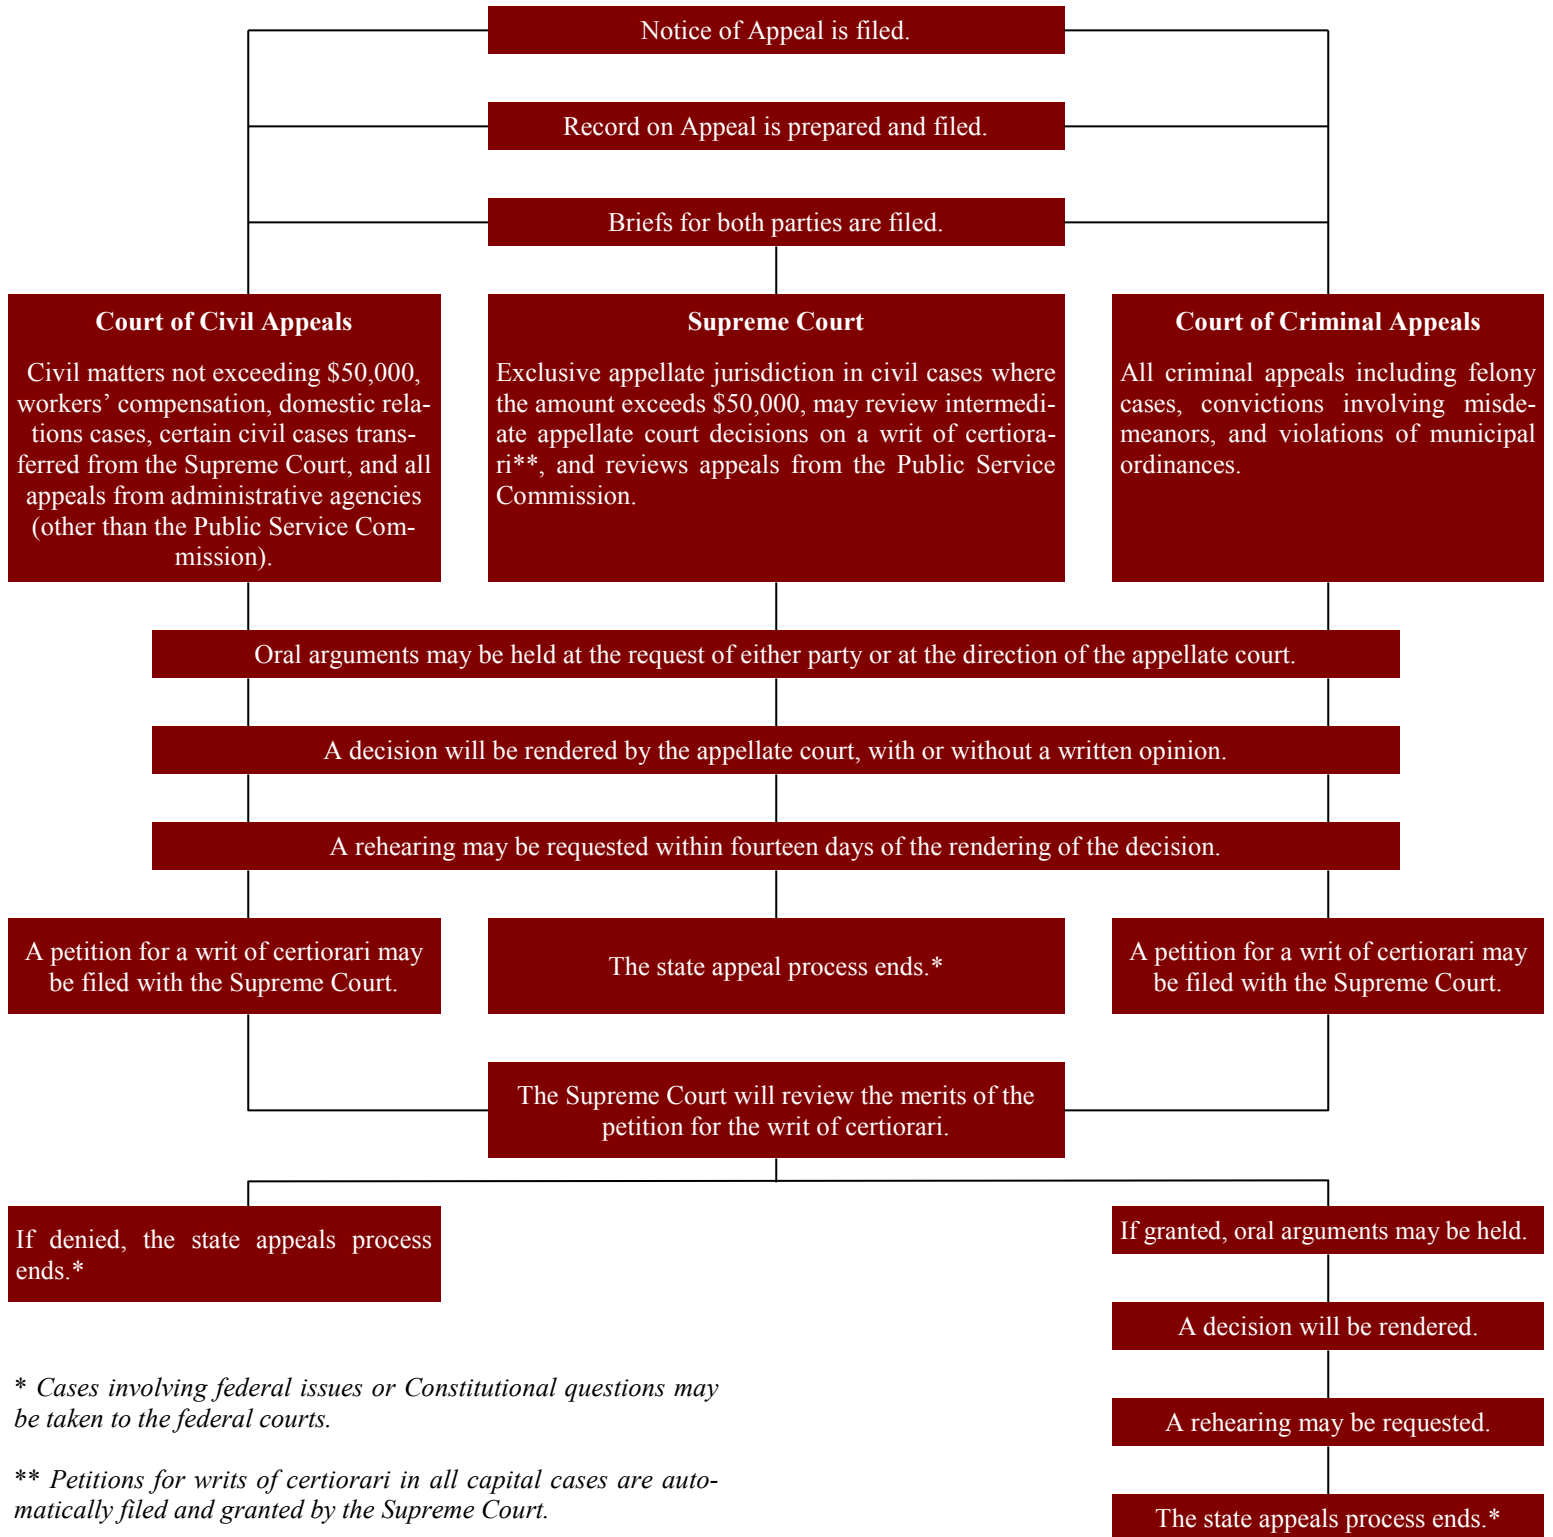 Notice of Appeal is filed.
Record on Appeal is prepared and filed.
Briefs for both parties are filed.
Court of Civil Appeals
Civil matters not exceeding $50,000,
workers’ compensation, domestic rela-
tions cases, certain civil cases trans-
ferred from the Supreme Court, and all
appeals from administrative agencies
(other than the Public Service Com-
mission).
Supreme Court
Exclusive appellate jurisdiction in civil cases where
the amount exceeds $50,000, may review intermedi-
ate appellate court decisions on a writ of certiora-
ri**, and reviews appeals from the Public Service
Commission.
Court of Criminal Appeals
All criminal appeals including felony
cases, convictions involving misde-
meanors, and violations of municipal
ordinances.
Oral arguments may be held at the request of either party or at the direction of the appellate court.
A decision will be rendered by the appellate court, with or without a written opinion.
A rehearing may be requested within fourteen days of the rendering of the decision.
A petition for a writ of certiorari may
be filed with the Supreme Court.
The state appeal process ends.*
A petition for a writ of certiorari may
be filed with the Supreme Court.
The Supreme Court will review the merits of the
petition for the writ of certiorari.
If denied, the state appeals process
ends.*
If granted, oral arguments may be held.
A decision will be rendered.
A rehearing may be requested.
The state appeals process ends.*
* Cases involving federal issues or Constitutional questions may
be taken to the federal courts.
** Petitions for writs of certiorari in all capital cases are auto-
matically filed and granted by the Supreme Court.